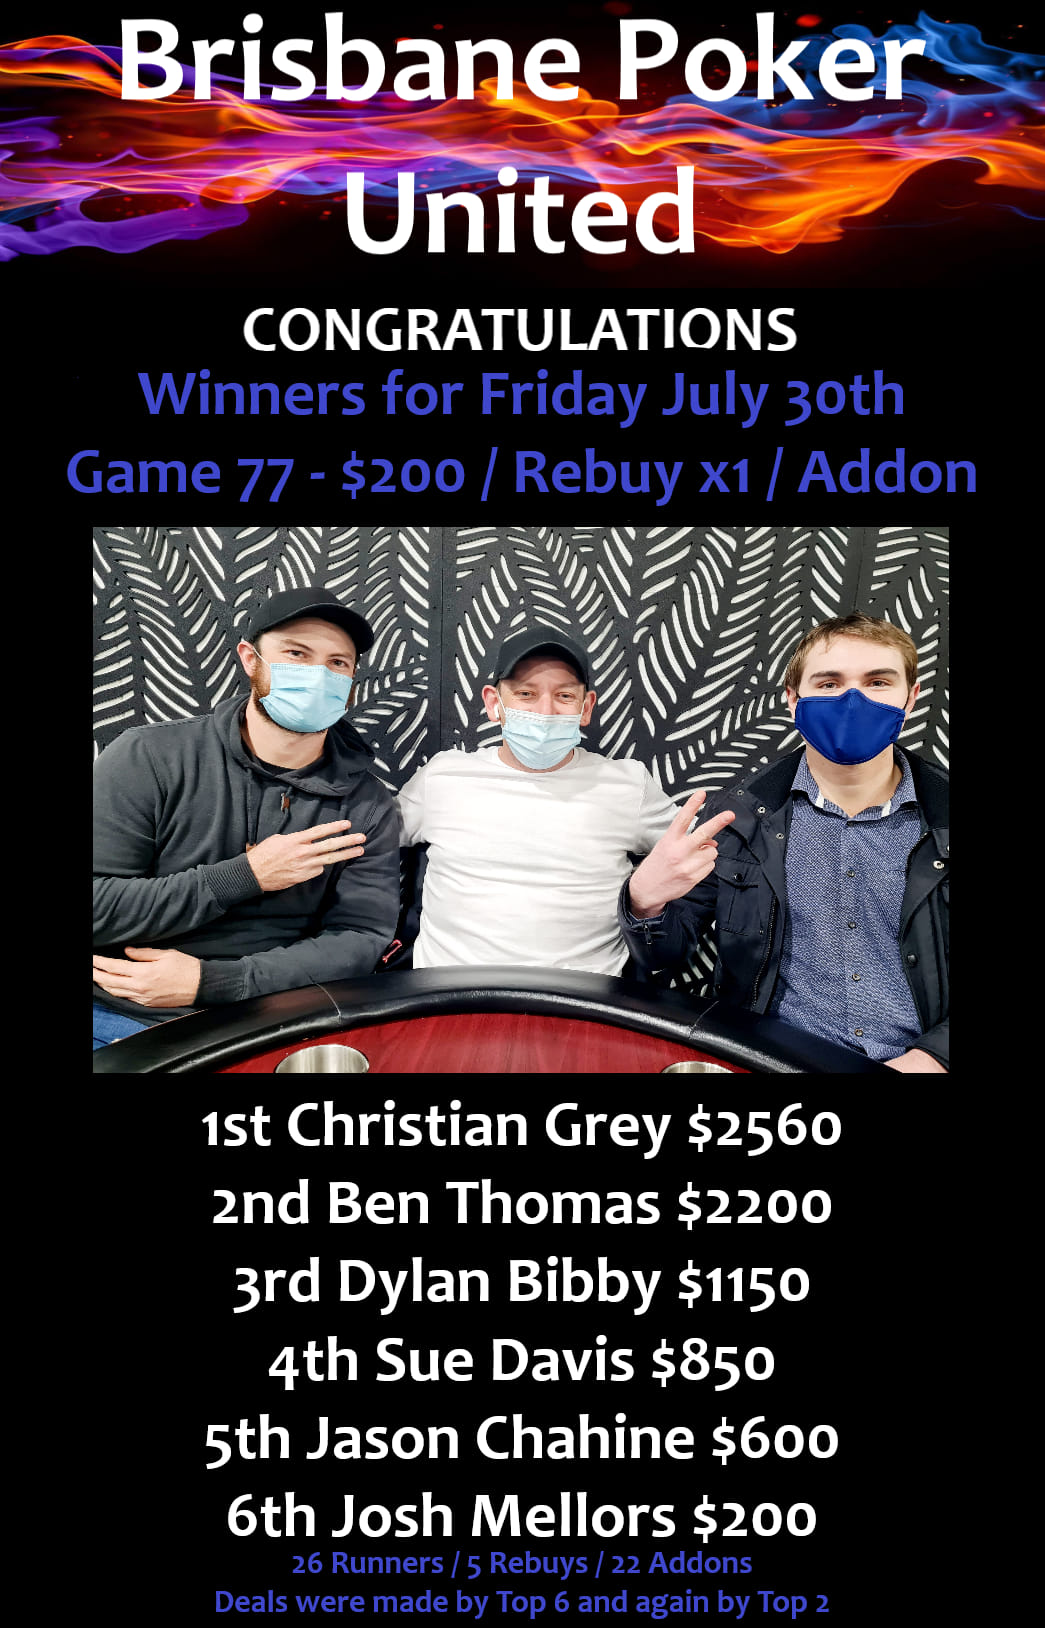 Brisbane Poker
United
CONGRATULATIONS
Winners for Friday July 30th
Game 77 - $200 / Rebuy x1 / Addon
1st Christian Grey $2560
2nd Ben Thomas $2200
3rd Dylan Bibby $1150
4th Sue Davis $850
5th Jason Chahine $600
6th Josh Mellors $200
26 Runners / 5 Rebuys / 22 Addons
Deals were made by Top 6 and again by Top 2